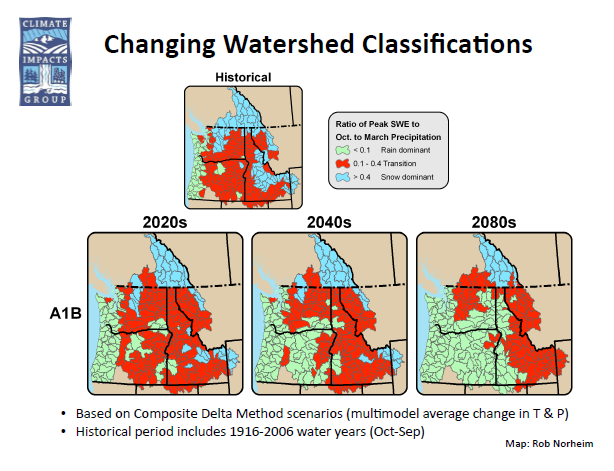 CLIMATE
IMPACTS
GROUP
Changing Watershed Classifications
Historical
Ratio of Peak SWE to
Oct. to March Precipitation
< 0.1 Rain dominant
0.1 - 0.4 Transition
> 0.4 Snow dominant
2020s
2040s
2080s
A1B
• Based on Composite Delta Method scenarios (multimodel average change in T & P)
• Historical period includes 1916-2006 water years (Oct-Sep)
Map: Rob Norheim